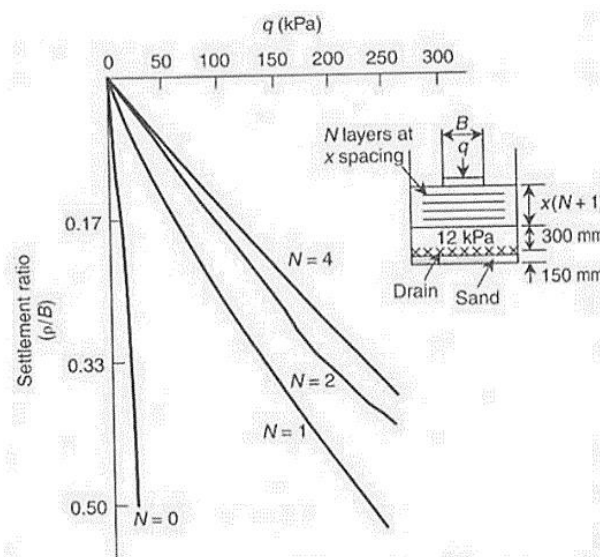 q (kPa)
0 50 100 150 200 250 300
N layers at
x spacing
B
q
x(N + 1
12 kPa
300 mm
Drain
Sand
150 mm
0.17
0.33
0.50
Settlement ratio
(ρ/B)
N = 4
N = 2
N = 1
N = 0